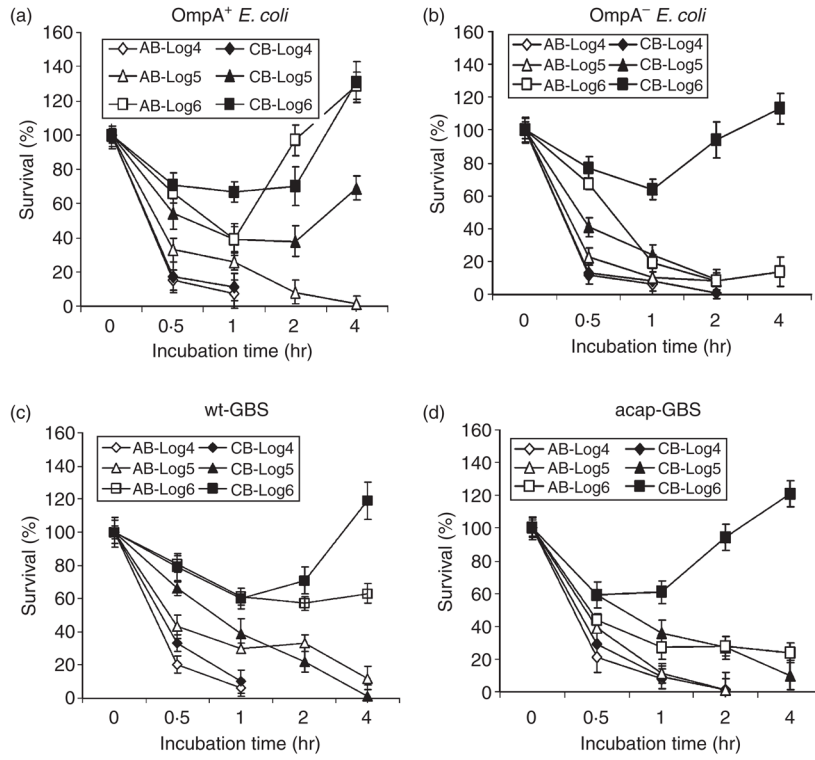 (a)
OmpA⁺ E. coli
AB-Log4 CB-Log4
AB-Log5 CB-Log5
AB-Log6 CB-Log6
160
140
120
100
80
60
40
20
0
Survival (%)
0 0·5 1 2 4
Incubation time (hr)
(b)
OmpA⁻ E. coli
AB-Log4 CB-Log4
AB-Log5 CB-Log5
AB-Log6 CB-Log6
160
140
120
100
80
60
40
20
0
Survival (%)
0 0·5 1 2 4
Incubation time (hr)
(c)
wt-GBS
AB-Log4 CB-Log4
AB-Log5 CB-Log5
AB-Log6 CB-Log6
160
140
120
100
80
60
40
20
0
Survival (%)
0 0·5 1 2 4
Incubation time (hr)
(d)
acap-GBS
AB-Log4 CB-Log4
AB-Log5 CB-Log5
AB-Log6 CB-Log6
160
140
120
100
80
60
40
20
0
Survival (%)
0 0·5 1 2 4
Incubation time (hr)